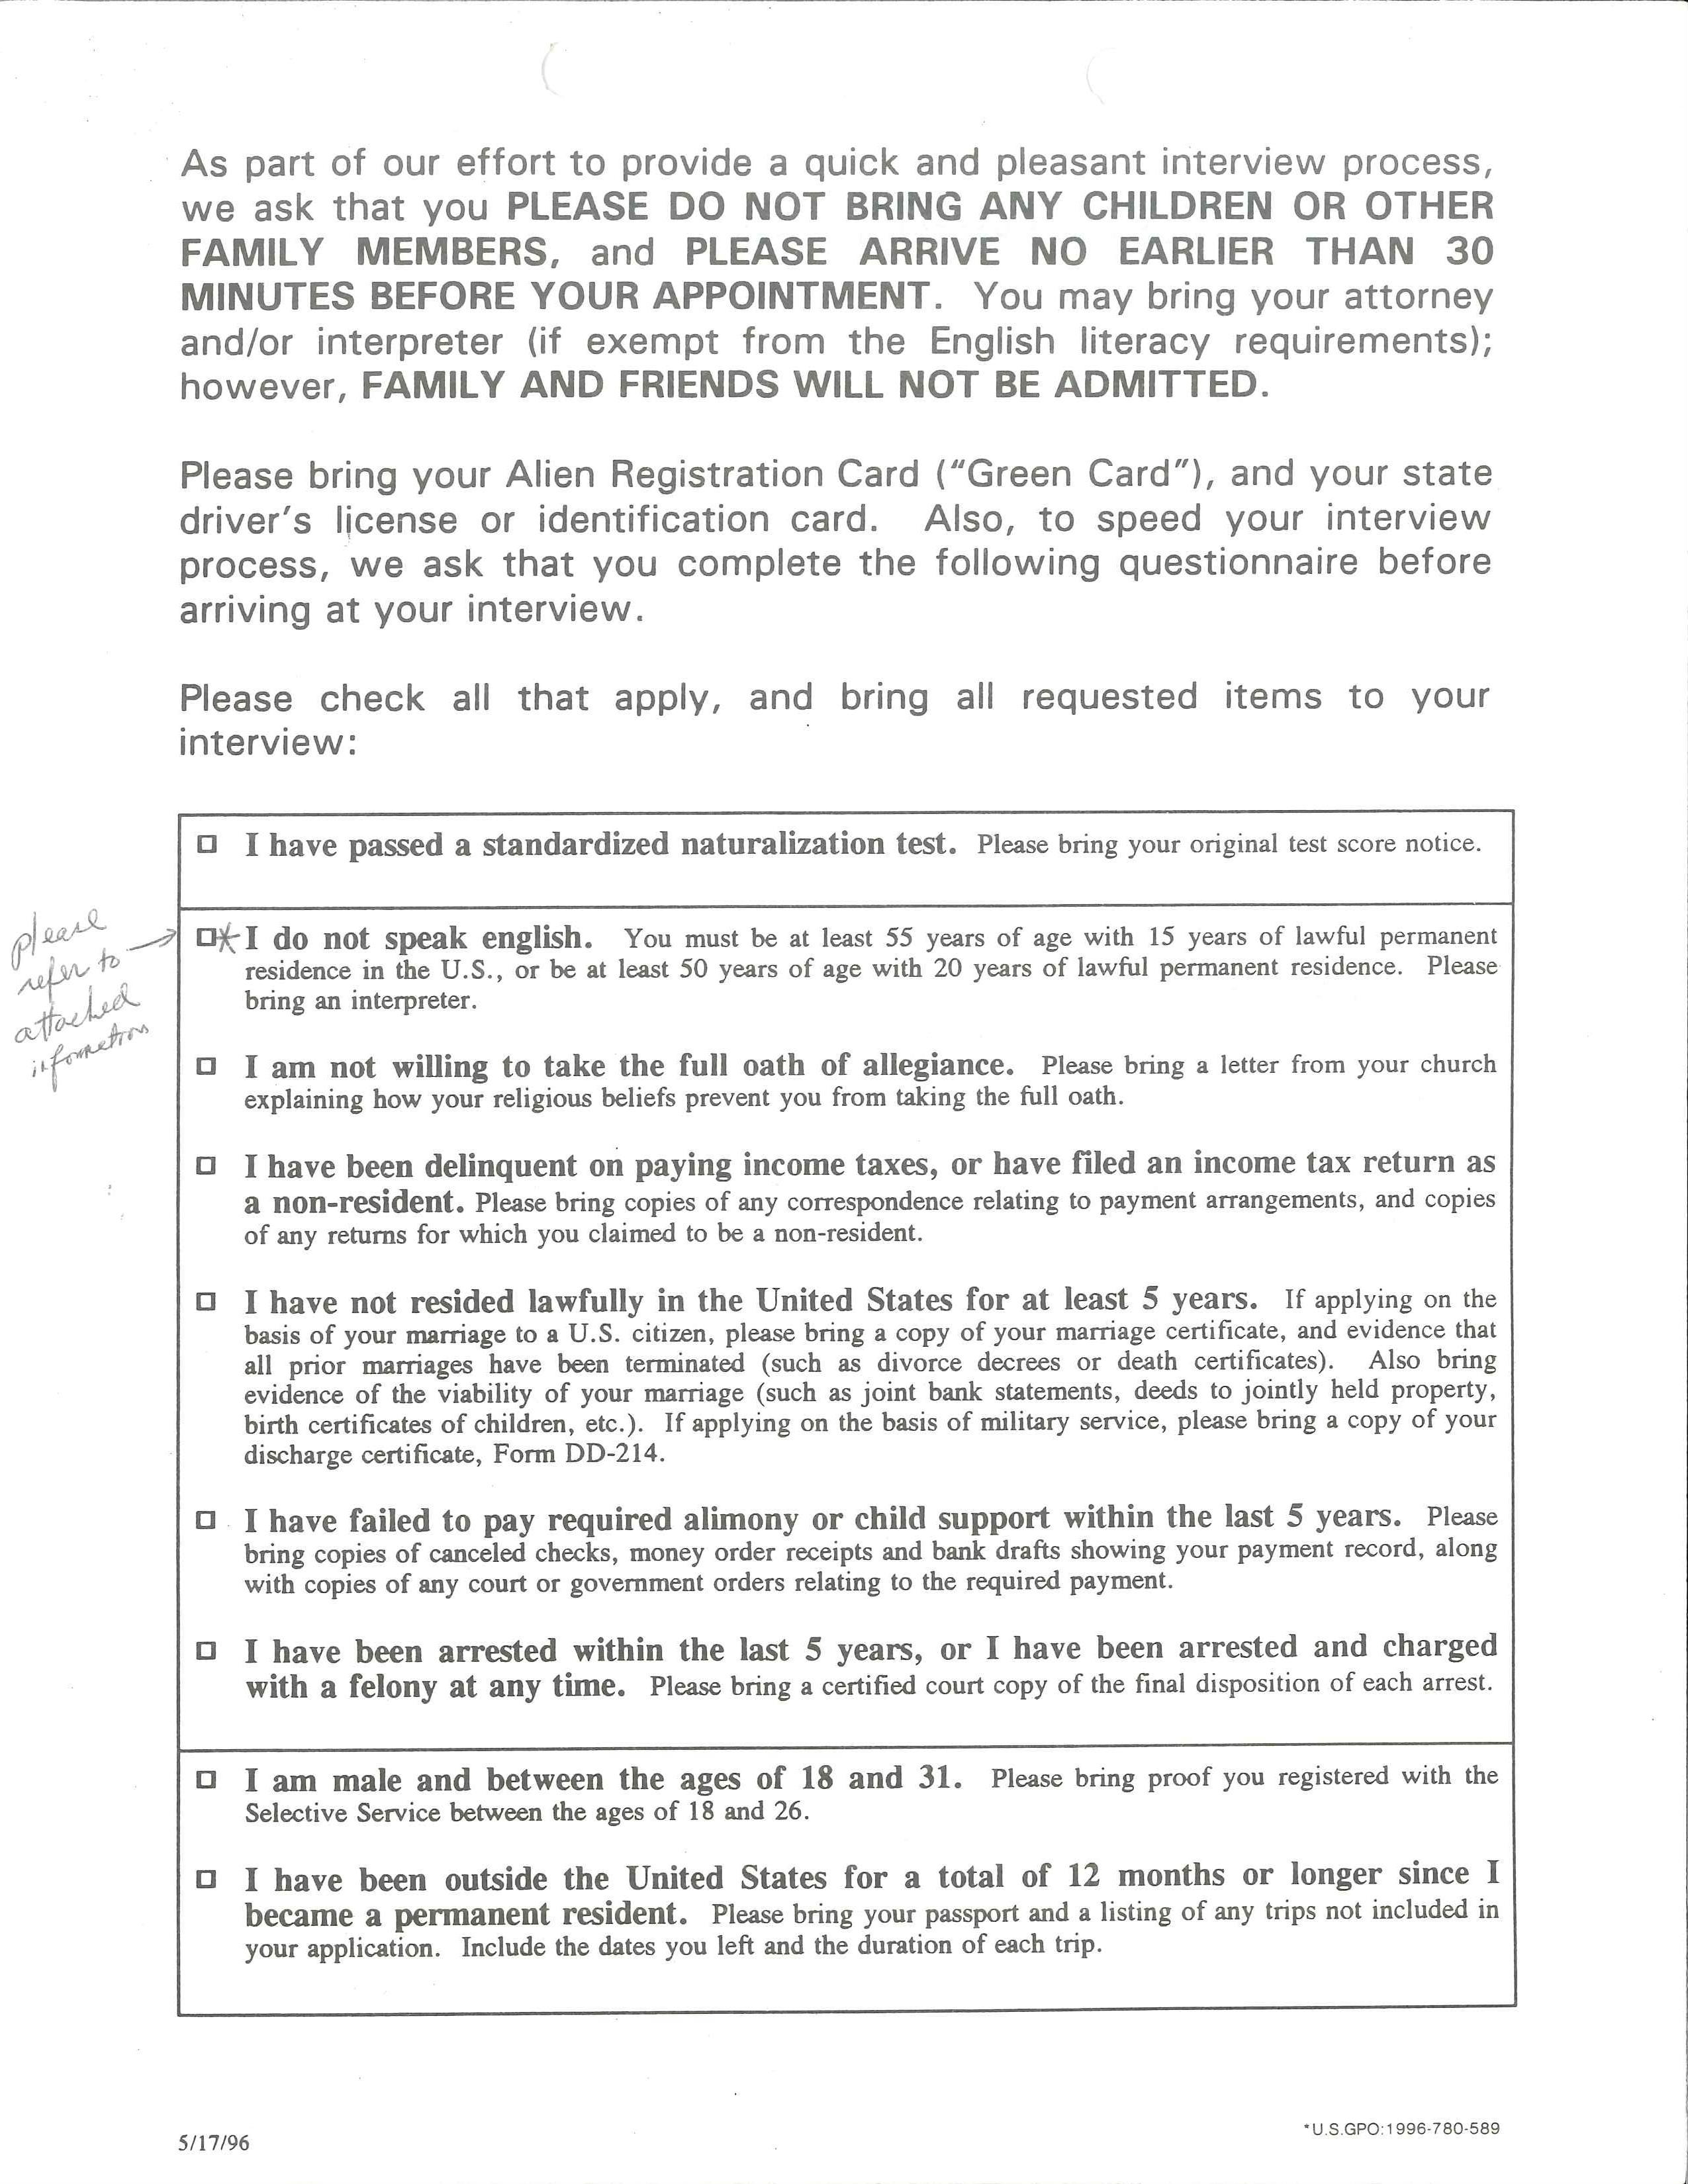 As part of our effort to provide a quick and pleasant interview process,
we ask that you PLEASE DO NOT BRING ANY CHILDREN OR OTHER
FAMILY MEMBERS, and PLEASE ARRIVE NO EARLIER THAN 30
MINUTES BEFORE YOUR APPOINTMENT. You may bring your attorney
and/or interpreter (if exempt from the English literacy requirements);
however, FAMILY AND FRIENDS WILL NOT BE ADMITTED.
Please bring your Alien Registration Card ("Green Card"), and your state
driver's license or identification card. Also, to speed your interview
process, we ask that you complete the following questionnaire before
arriving at your interview.
Please check all that apply, and bring all requested items to your
interview:
☐ I have passed a standardized naturalization test. Please bring your original test score notice.
please
refer to
attached
information
☐* I do not speak english. You must be at least 55 years of age with 15 years of lawful permanent
residence in the U.S., or be at least 50 years of age with 20 years of lawful permanent residence. Please
bring an interpreter.
☐ I am not willing to take the full oath of allegiance. Please bring a letter from your church
explaining how your religious beliefs prevent you from taking the full oath.
☐ I have been delinquent on paying income taxes, or have filed an income tax return as
a non-resident. Please bring copies of any correspondence relating to payment arrangements, and copies
of any returns for which you claimed to be a non-resident.
☐ I have not resided lawfully in the United States for at least 5 years. If applying on the
basis of your marriage to a U.S. citizen, please bring a copy of your marriage certificate, and evidence that
all prior marriages have been terminated (such as divorce decrees or death certificates). Also bring
evidence of the viability of your marriage (such as joint bank statements, deeds to jointly held property,
birth certificates of children, etc.). If applying on the basis of military service, please bring a copy of your
discharge certificate, Form DD-214.
☐ I have failed to pay required alimony or child support within the last 5 years. Please
bring copies of canceled checks, money order receipts and bank drafts showing your payment record, along
with copies of any court or government orders relating to the required payment.
☐ I have been arrested within the last 5 years, or I have been arrested and charged
with a felony at any time. Please bring a certified court copy of the final disposition of each arrest.
☐ I am male and between the ages of 18 and 31. Please bring proof you registered with the
Selective Service between the ages of 18 and 26.
☐ I have been outside the United States for a total of 12 months or longer since I
became a permanent resident. Please bring your passport and a listing of any trips not included in
your application. Include the dates you left and the duration of each trip.
5/17/96
*U.S.GPO:1996-780-589